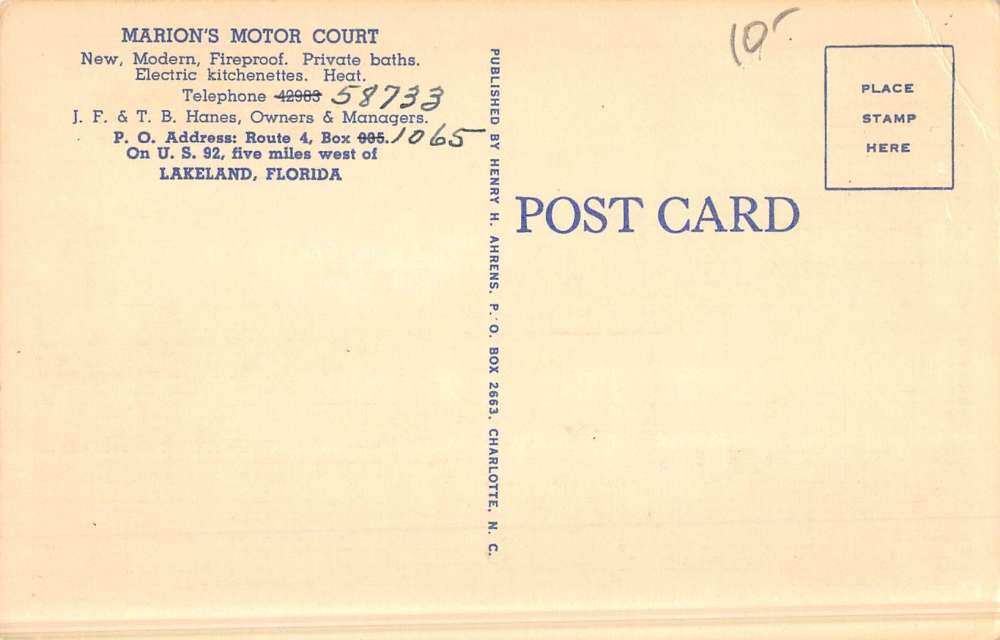 MARION'S MOTOR COURT
New, Modern, Fireproof. Private baths.
Electric kitchenettes. Heat.
Telephone 42983 58733
J. F. & T. B. Hanes, Owners & Managers.
P. O. Address: Route 4, Box 1065
On U. S. 92, five miles west of
LAKELAND, FLORIDA
PUBLISHED BY HENRY H. AHRENS, P. O. BOX 2663, CHARLOTTE, N. C.
10
PLACE
STAMP
HERE
POST CARD